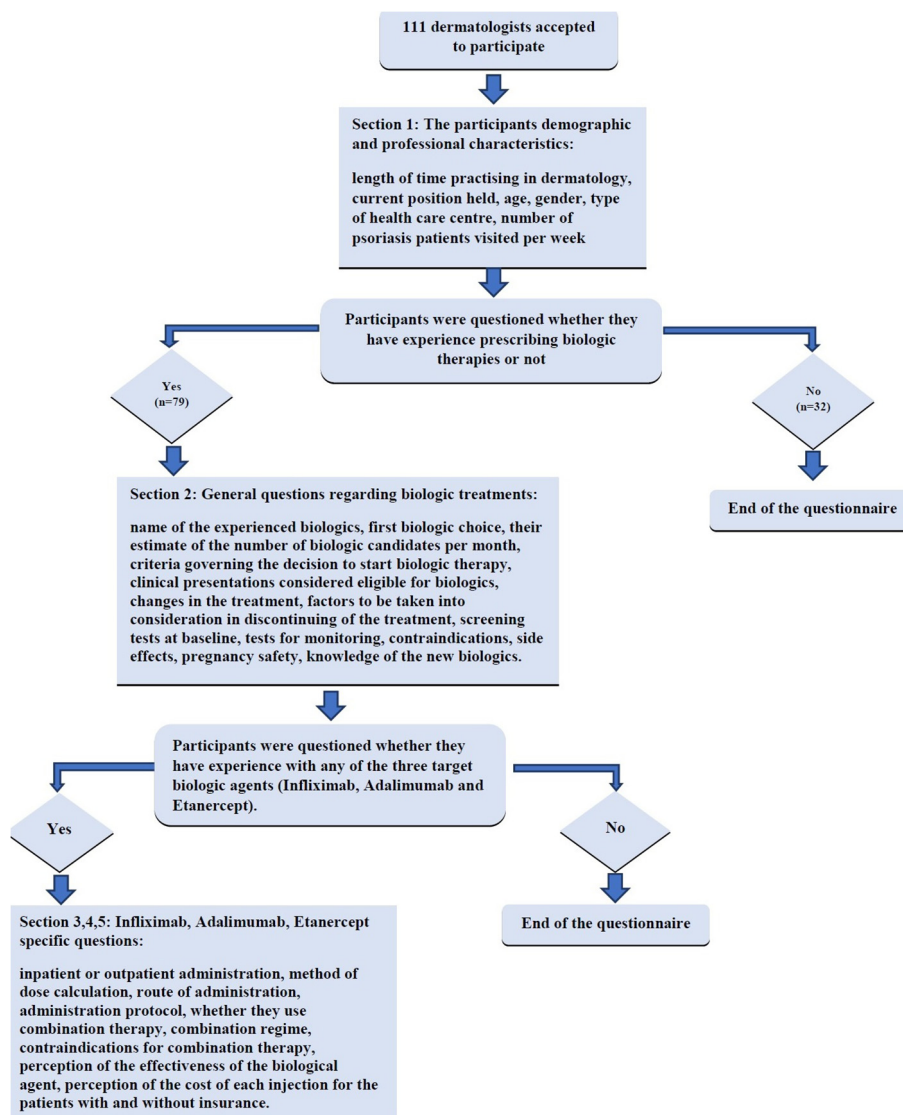 111 dermatologists accepted
to participate
Section 1: The participants demographic
and professional characteristics:
length of time practising in dermatology,
current position held, age, gender, type
of health care centre, number of
psoriasis patients visited per week
Participants were questioned whether they
have experience prescribing biologic
therapies or not
Yes
(n=79)
No
(n=32)
Section 2: General questions regarding biologic treatments:
name of the experienced biologics, first biologic choice, their
estimate of the number of biologic candidates per month,
criteria governing the decision to start biologic therapy,
clinical presentations considered eligible for biologics,
changes in the treatment, factors to be taken into
consideration in discontinuing of the treatment, screening
tests at baseline, tests for monitoring, contraindications, side
effects, pregnancy safety, knowledge of the new biologics.
End of the questionnaire
Participants were questioned whether they
have experience with any of the three target
biologic agents (Infliximab, Adalimumab and
Etanercept).
Yes
No
Section 3,4,5: Infliximab, Adalimumab, Etanercept
specific questions:
inpatient or outpatient administration, method of
dose calculation, route of administration,
administration protocol, whether they use
combination therapy, combination regime,
contraindications for combination therapy,
perception of the effectiveness of the biological
agent, perception of the cost of each injection for the
patients with and without insurance.
End of the questionnaire